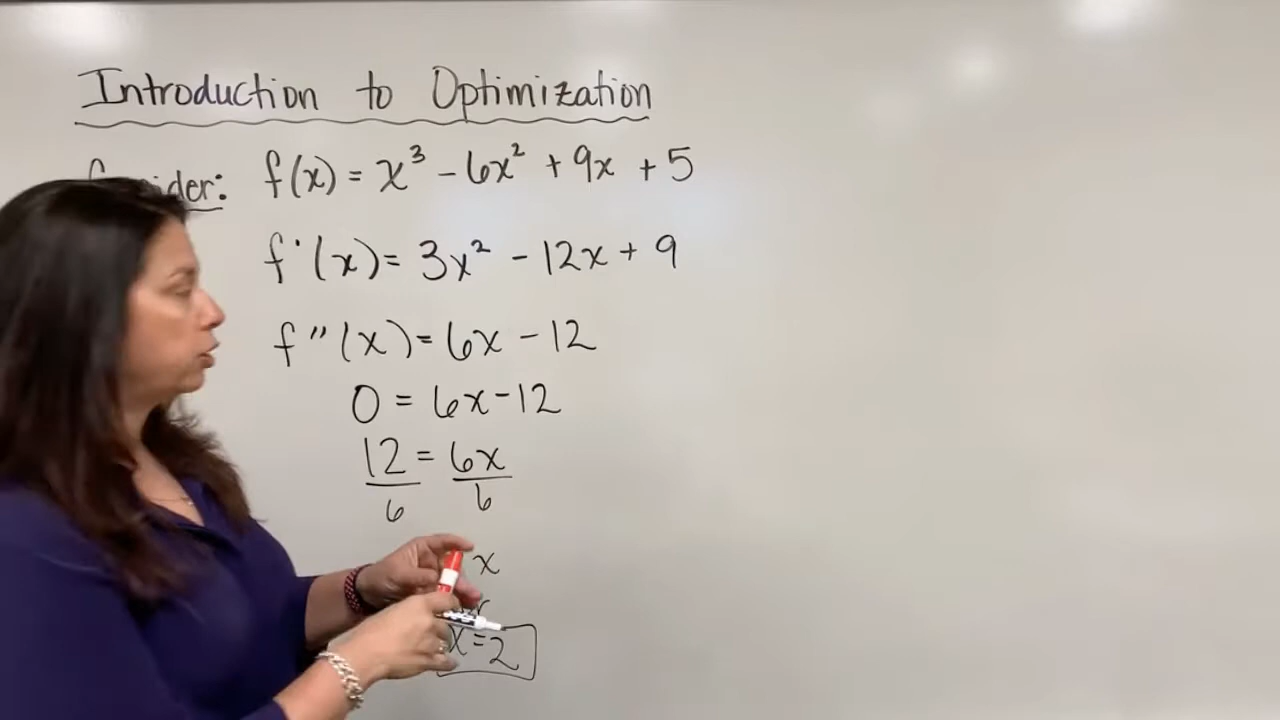 Introduction to Optimization
f(x) = x³ - 6x² + 9x + 5
f'(x) = 3x² - 12x + 9
f"(x) = 6x - 12
0 = 6x - 12
12 = 6x
6 6
x
x = 2